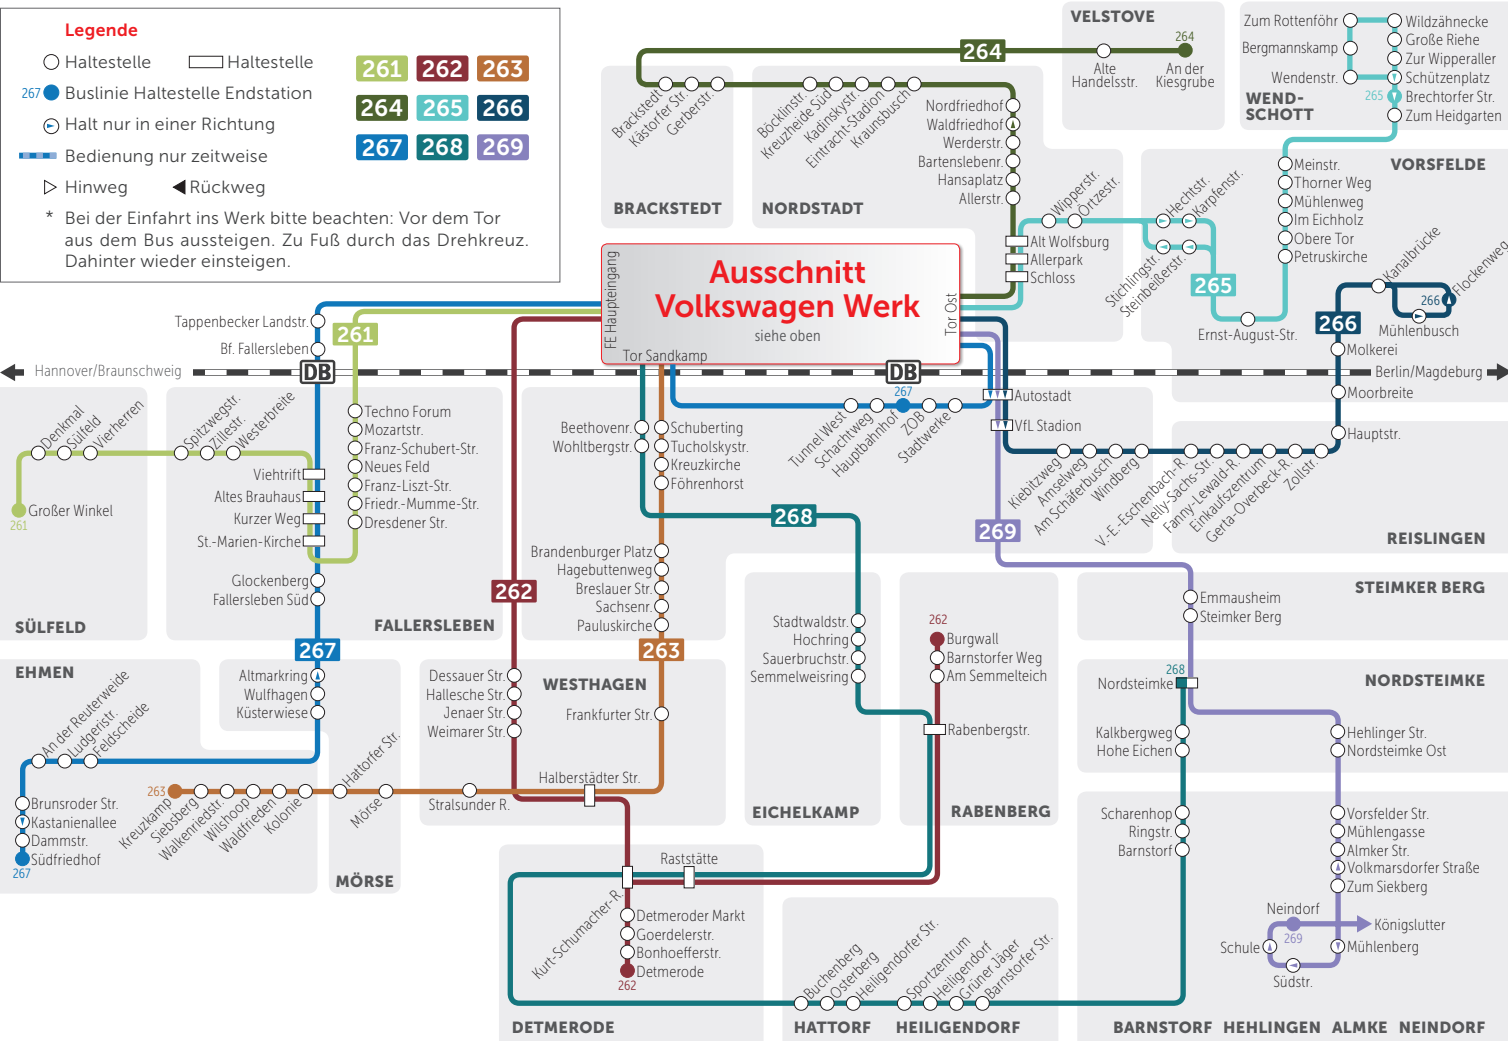 Legende
Haltestelle
Haltestelle
267 Buslinie Haltestelle Endstation
Halt nur in einer Richtung
Bedienung nur zeitweise
Hinweg
Rückweg
* Bei der Einfahrt ins Werk bitte beachten: Vor dem Tor
aus dem Bus aussteigen. Zu Fuß durch das Drehkreuz.
Dahinter wieder einsteigen.
261 262 263
264 265 266
267 268 269
VELSTOVE
264
264
Alte
Handelsstr.
An der
Kiesgrube
Zum Rottenföhr
Bergmannskamp
Wendenstr.
WEND-
SCHOTT
Wildzähnecke
Große Riehe
Zur Wipperaller
Schützenplatz
265
Brechtorfer Str.
Zum Heidgarten
Brackstedt
Kästorfer Str.
Gerberstr.
BRACKSTEDT
Böcklinstr.
Kreuzheide Süd
Kadinskystr.
Eintracht-Stadion
Kraunsbusch
NORDSTADT
Nordfriedhof
Waldfriedhof
Werderstr.
Bartenslebenr.
Hansaplatz
Allerstr.
Alt Wolfsburg
Allerpark
Schloss
Wipperstr.
Ortzestr.
Hechtstr.
Karpfenstr.
Stichlingstr.
Steinbeißerstr.
265
Ernst-August-Str.
VORSFELDE
Meinstr.
Thorner Weg
Mühlenweg
Im Eichholz
Obere Tor
Petruskirche
Kanalbrücke
Flockenweg
266
Mühlenbusch
266
Molkerei
Moorbreite
Hauptstr.
FE Haupteingang
Ausschnitt
Volkswagen Werk
siehe oben
Tor Ost
Tor Sandkamp
Tappenbecker Landstr.
Bf. Fallersleben
261
DB
DB
Hannover/Braunschweig
Berlin/Magdeburg
Denkmal
Sülfeld
Vierherren
Spitzwegstr.
Zillestr.
Westerbreite
Großer Winkel
261
SÜLFELD
Viehtrift
Altes Brauhaus
Kurzer Weg
St.-Marien-Kirche
Glockenberg
Fallersleben Süd
Techno Forum
Mozartstr.
Franz-Schubert-Str.
Neues Feld
Franz-Liszt-Str.
Friedr.-Mumme-Str.
Dresdener Str.
FALLERSLEBEN
Beethovenr.
Wohltbergstr.
Schuberting
Tucholskystr.
Kreuzkirche
Föhrenhorst
Brandenburger Platz
Hagebuttenweg
Breslauer Str.
Sachsenr.
Pauluskirche
267
Tunnel West
Schachtweg
Hauptbahnhof
ZOB
Stadtwerke
Autostadt
VfL Stadion
Kiebitzweg
Amselweg
Am Schäferbusch
Windberg
V.-E.-Eschenbach-R.
Nelly-Sachs-Str.
Fanny-Lewald-R.
Einkaufszentrum
Gerta-Overbeck-R.
Zollstr.
REISLINGEN
268
269
262
267
263
EHMEN
An der Reuterweide
Ludgeristr.
Feldscheide
Altmarkring
Wulfhagen
Küsterwiese
Brunsroder Str.
Kastanienallee
Dammstr.
Südfriedhof
267
263
Kreuzkamp
Siebsberg
Walkenriedstr.
Wilshoop
Waldfrieden
Kolonie
Hattorfer Str.
Mörse
MÖRSE
Dessauer Str.
Hallesche Str.
Jenaer Str.
Weimarer Str.
WESTHAGEN
Frankfurter Str.
Halberstädter Str.
Stralsunder R.
Stadtwaldstr.
Hochring
Sauerbruchstr.
Semmelweisring
EICHELKAMP
262
Burgwall
Barnstorfer Weg
Am Semmelteich
Rabenbergstr.
RABENBERG
Emmausheim
Steimker Berg
STEIMKER BERG
268
Nordsteimke
NORDSTEIMKE
Kalkbergweg
Hohe Eichen
Hehlinger Str.
Nordsteimke Ost
Scharenhop
Ringstr.
Barnstorf
Vorsfelder Str.
Mühlengasse
Almker Str.
Volkmarsdorfer Straße
Zum Siekberg
Neindorf
269
Königslutter
Schule
Mühlenberg
Südstr.
Raststätte
Kurt-Schumacher-R.
Detmeroder Markt
Goerdelerstr.
Bonhoefferstr.
Detmerode
262
DETMERODE
Buchenberg
Osterberg
Heiligendorfer Str.
Sportzentrum
Heiligendorf
Grüner Jäger
Barnstorfer Str.
HATTORF
HEILIGENDORF
BARNSTORF HEHLINGEN ALMKE NEINDORF